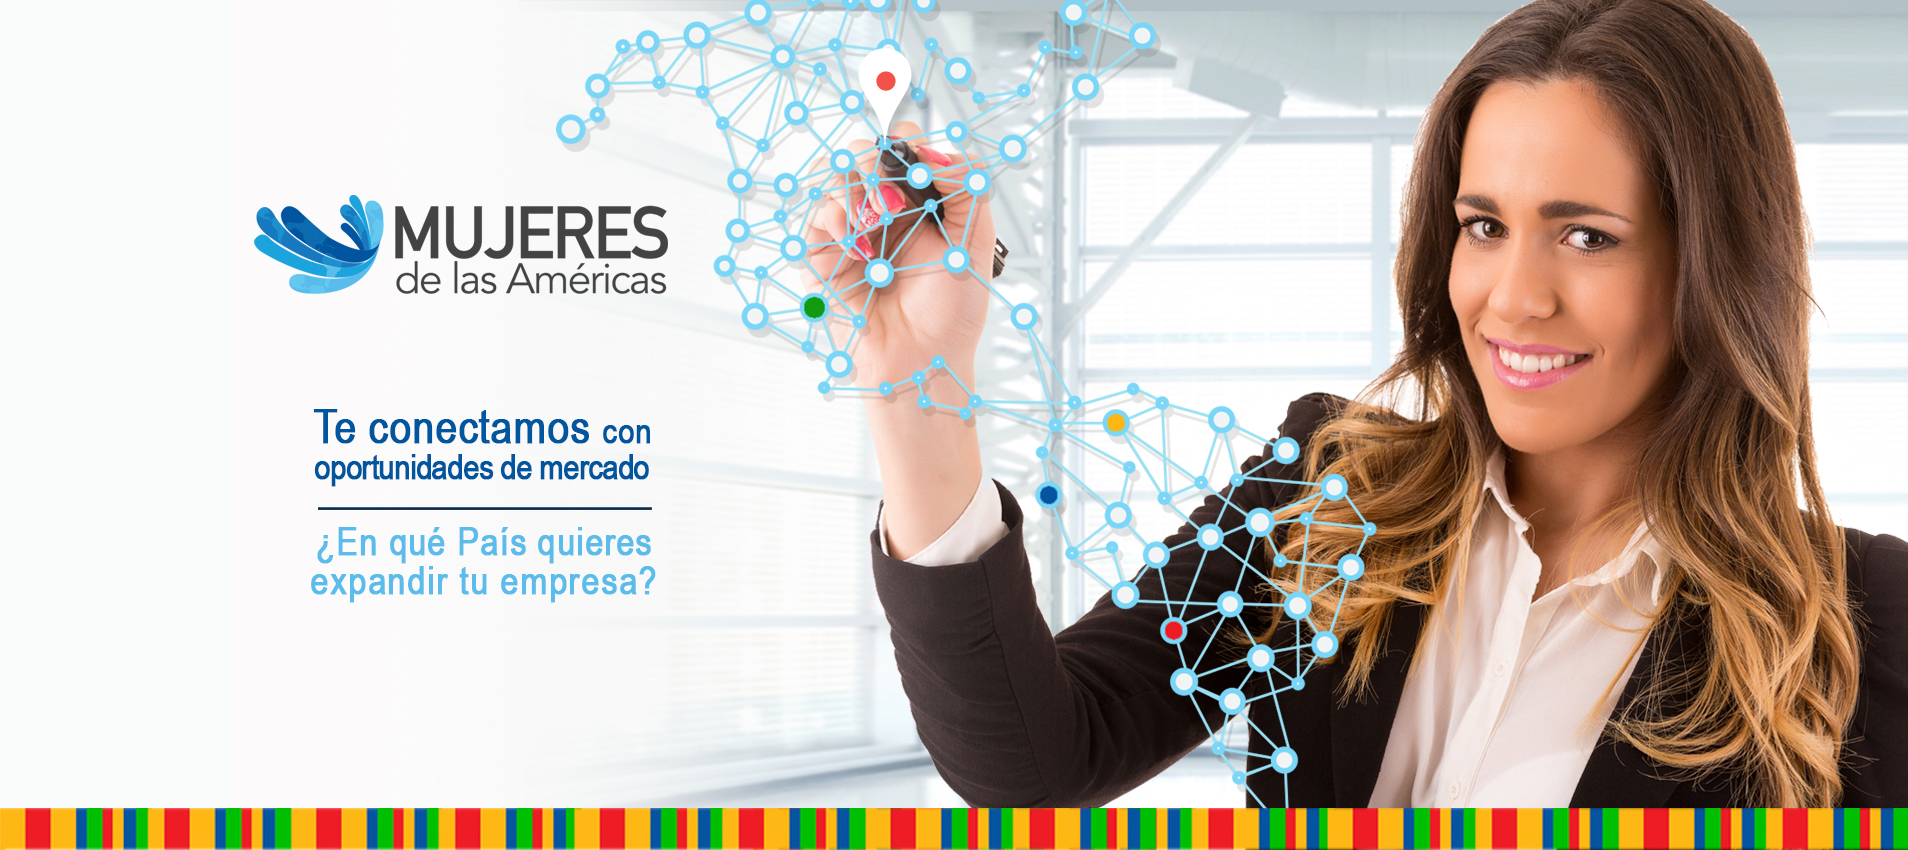 MUJERES
de las Américas
Te conectamos con
oportunidades de mercado
¿En qué País quieres
expandir tu empresa?